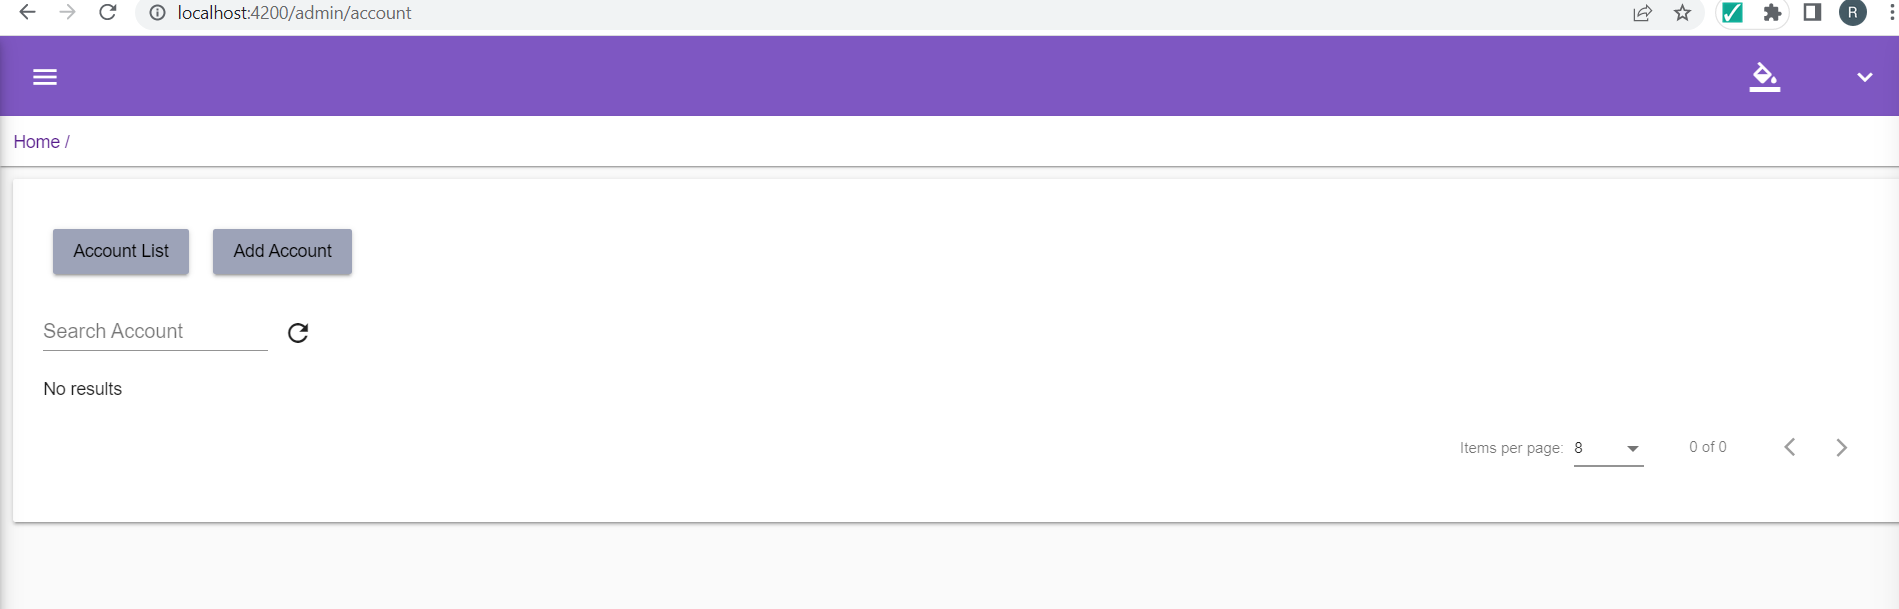 localhost:4200/admin/account
R
Home /
Account List Add Account
Search Account
No results
Items per page: 8 0 of 0